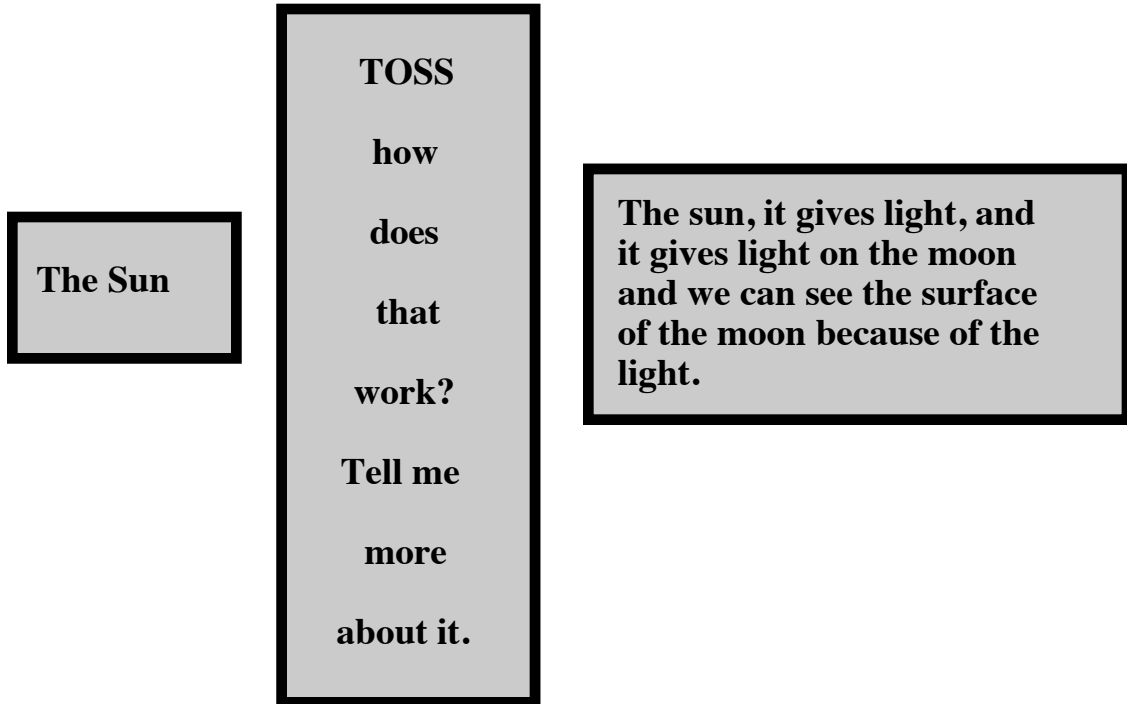 The Sun
TOSS
how
does
that
work?
Tell me
more
about it.
The sun, it gives light, and
it gives light on the moon
and we can see the surface
of the moon because of the
light.